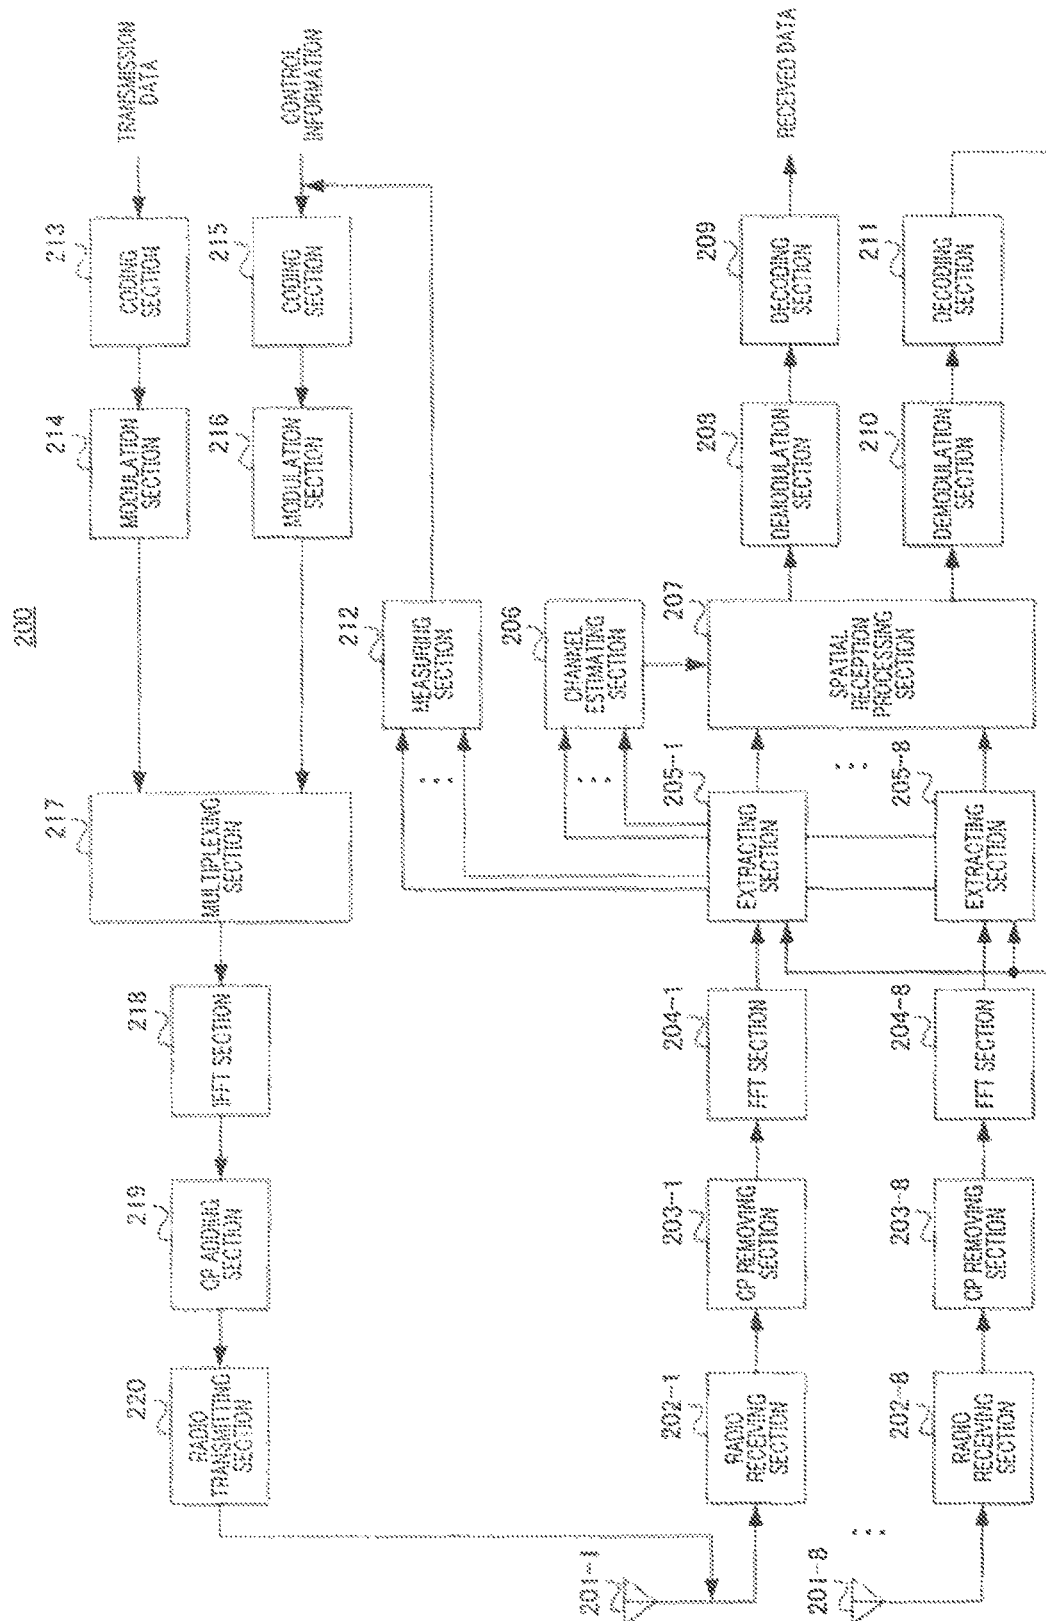 200
TRANSMISSION
DATA
CONTROL
INFORMATION
213
CODING
SECTION
215
CODING
SECTION
214
MODULATION
SECTION
216
MODULATION
SECTION
217
MULTIPLEXING
SECTION
218
IFFT SECTION
219
CP ADDING
SECTION
220
RADIO
TRANSMITTING
SECTION
212
MEASURING
SECTION
206
CHANNEL
ESTIMATING
SECTION
201-1
202-1
RADIO
RECEIVING
SECTION
203-1
CP REMOVING
SECTION
204-1
FFT SECTION
205-1
EXTRACTING
SECTION
207
SPATIAL
RECEPTION
PROCESSING
SECTION
208
DEMODULATION
SECTION
209
DECODING
SECTION
RECEIVED DATA
201-8
202-8
RADIO
RECEIVING
SECTION
203-8
CP REMOVING
SECTION
204-8
FFT SECTION
205-8
EXTRACTING
SECTION
210
DEMODULATION
SECTION
211
DECODING
SECTION